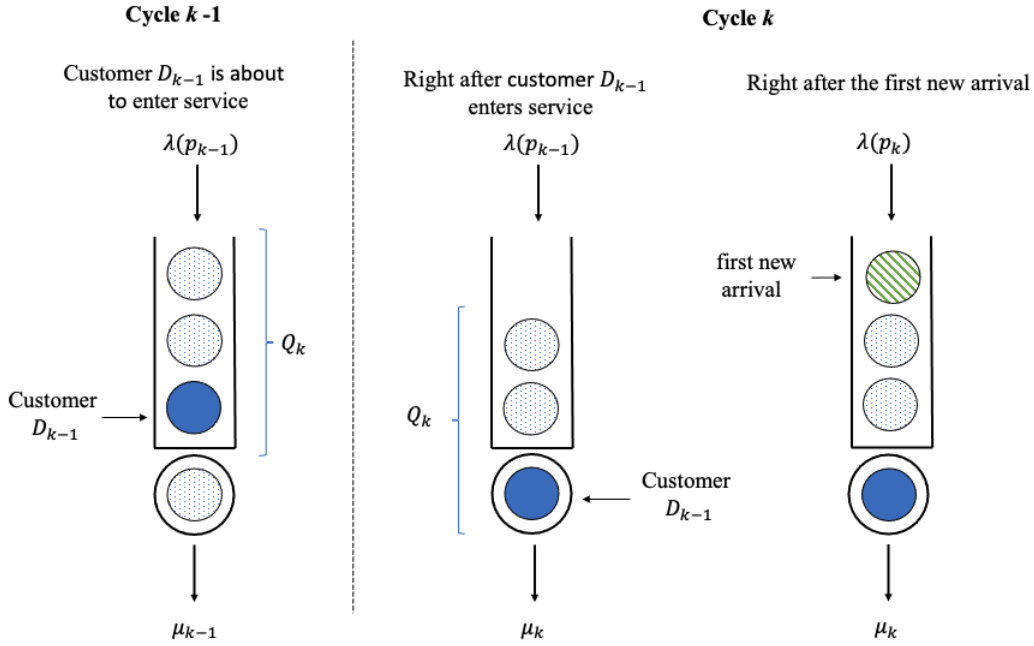 Cycle k -1
Cycle k
Customer D_{k−1} is about
to enter service
λ(p_{k−1})
Right after customer D_{k−1}
enters service
λ(p_{k−1})
Right after the first new arrival
λ(p_k)
first new
arrival
Q_k
Customer
D_{k−1}
Q_k
Customer
D_{k−1}
μ_{k−1}
μ_k
μ_k